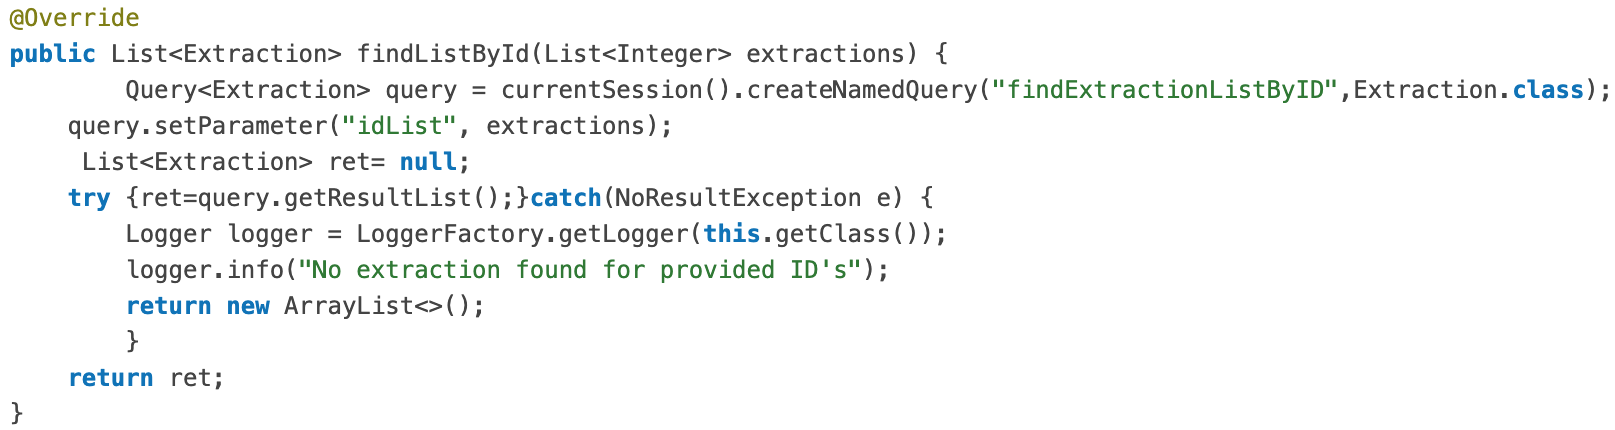 @Override
public List<Extraction> findListById(List<Integer> extractions) {
        Query<Extraction> query = currentSession().createNamedQuery("findExtractionListByID",Extraction.class);
    query.setParameter("idList", extractions);
     List<Extraction> ret= null;
    try {ret=query.getResultList();}catch(NoResultException e) {
        Logger logger = LoggerFactory.getLogger(this.getClass());
        logger.info("No extraction found for provided ID's");
        return new ArrayList<>();
        }
    return ret;
}